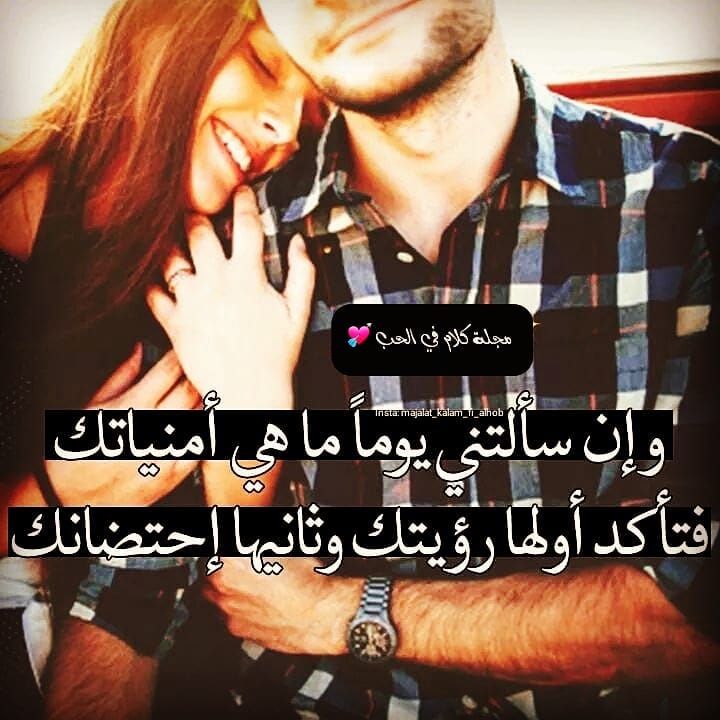 مجلة كلام في الحب 💘
Insta: majalat_kalam_fi_alhob
وإن سألتني يوماً ما هي أمنياتك
فتأكد أولها رؤيتك وثانيها إحتضانك